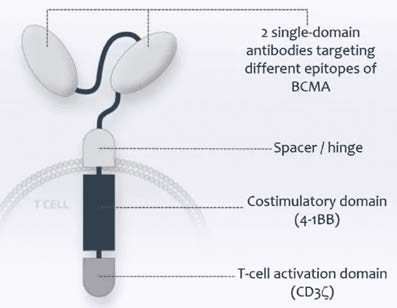 2 single-domain
antibodies targeting
different epitopes of
BCMA
Spacer / hinge
T CELL
Costimulatory domain
(4-1BB)
T-cell activation domain
(CD3ζ)